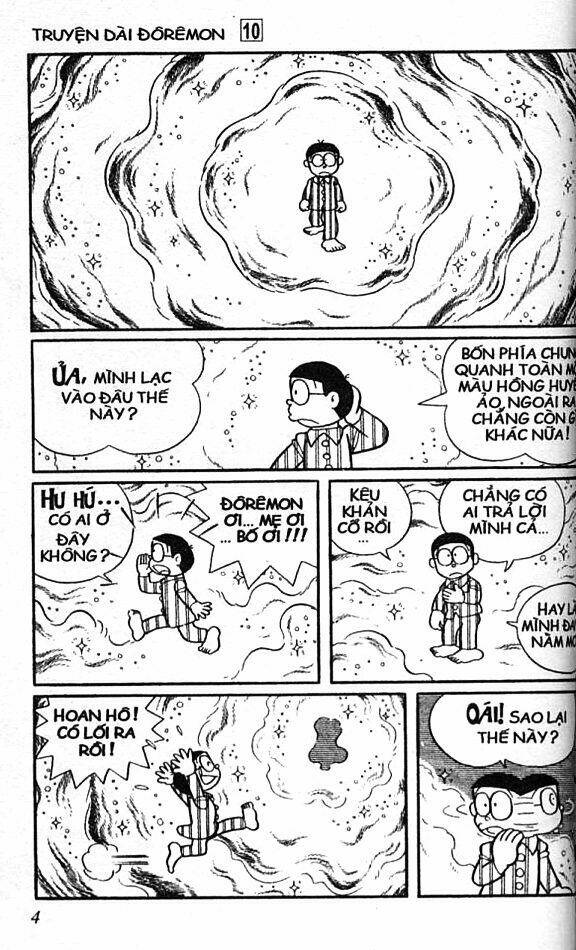 TRUYỆN DÀI ĐÔRÊMON 10
ỦA, MÌNH LẠC
VÀO ĐÂU THẾ
NÀY?
BỐN PHÍA CHUN
QUANH TOÀN M
MÀU HỒNG HUY
ẢO, NGOÀI RA
CHẲNG CÒN G
KHÁC NỮA!
HU HÚ...
CÓ AI Ở
ĐÂY
KHÔNG?
ĐÔRÊMON
ƠI... MẸ ƠI
... BỐ ƠI!!!
KÊU
KHẢN
CỔ RỒI
...
CHẲNG CÓ
AI TRẢ LỜI
MÌNH CẢ...
HAY LÀ
MÌNH ĐA
NẰM MƠ
HOAN HÔ!
CÓ LỐI RA
RỒI!
OÁI! SAO LẠI
THẾ NÀY?
4